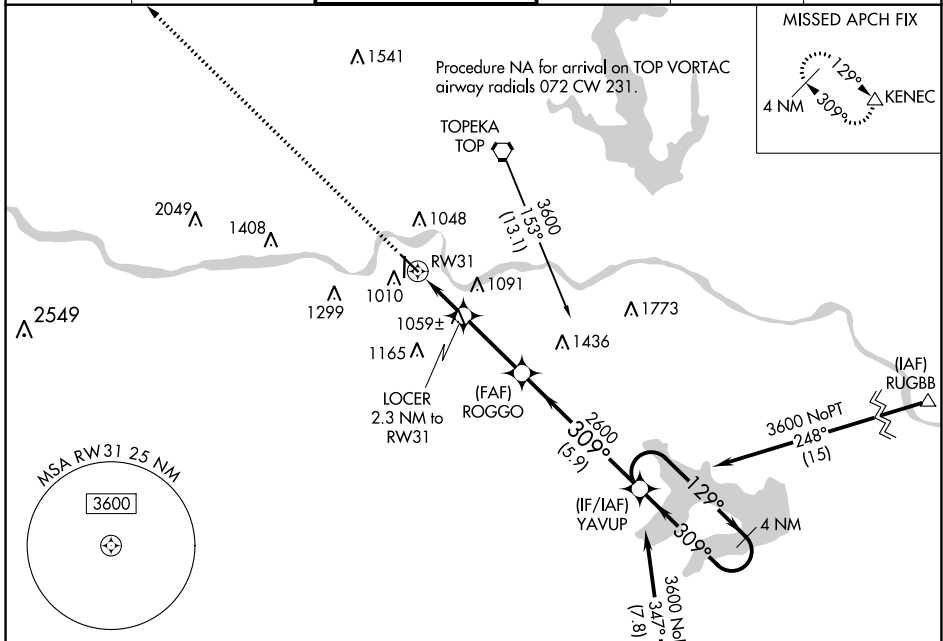 MISSED APCH FIX
129°
KENEC
4 NM
309°
1541
Procedure NA for arrival on TOP VORTAC
airway radials 072 CW 231.
TOPEKA
TOP
3600
153°
(13.1)
2049
1408
1048
RW31
1010
1091
1299
1773
2549
1059±
1436
1165
LOCER
2.3 NM to
RW31
(FAF)
ROGGO
(IAF)
RUGBB
3600 NoPT
248°
(15)
2600
309°
(5.9)
MSA RW31 25 NM
3600
(IF/IAF)
YAVUP
129°
4 NM
309°
3600
347°
(7.8)